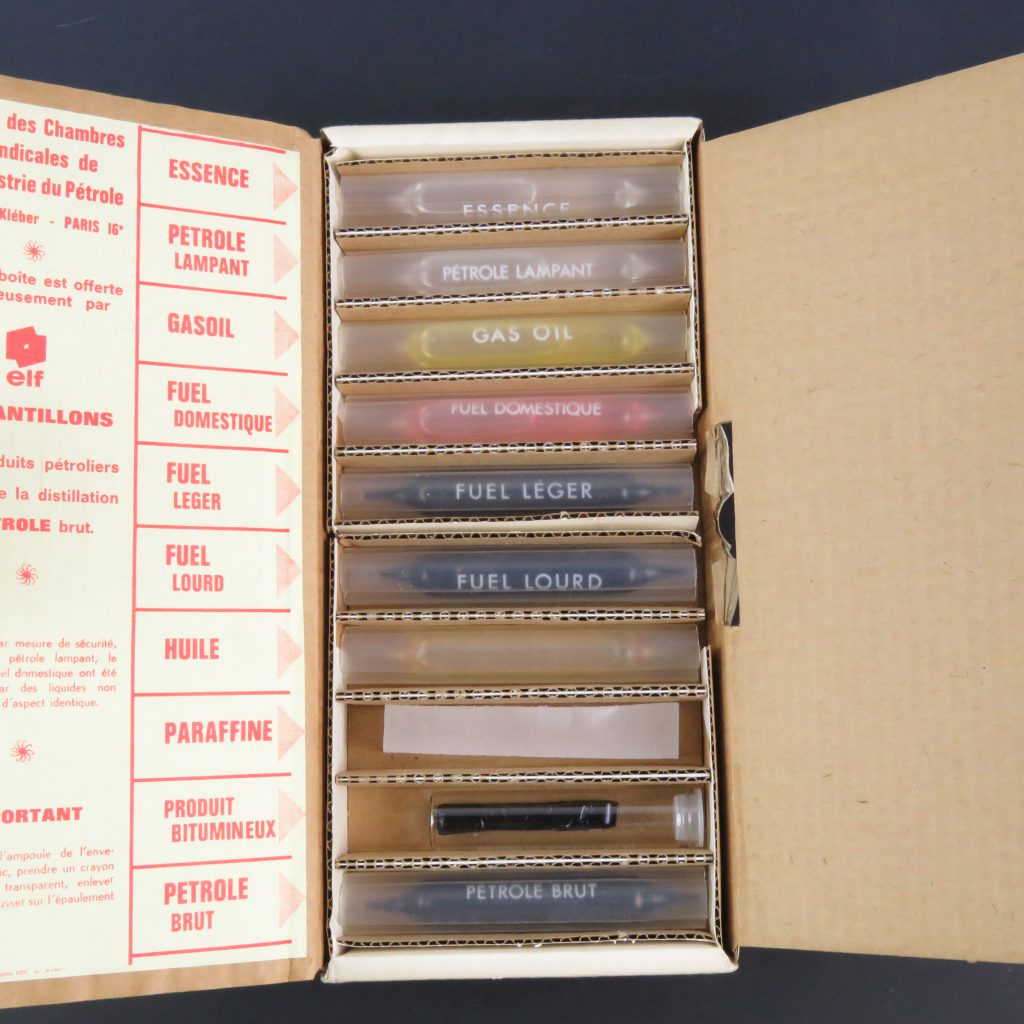 des Chambres
ndicales de
strie du Pétrole
Kléber - PARIS 16e
boite est offerte
eusement par
elf
ANTILLONS
duits pétroliers
e la distillation
TROLE brut.
ar mesure de sécurité,
pétrole lampant, le
el domestique ont été
ar des liquides non
d'aspect identique.
ORTANT
l'ampoule de l'enve-
ic, prendre un crayon
transparent, enlever
usser sur l'épaulement
ESSENCE
PETROLE
LAMPANT
GASOIL
FUEL
DOMESTIQUE
FUEL
LEGER
FUEL
LOURD
HUILE
PARAFFINE
PRODUIT
BITUMINEUX
PETROLE
BRUT
ESSENCE
PÉTROLE LAMPANT
GAS OIL
FUEL DOMESTIQUE
FUEL LÉGER
FUEL LOURD
PÉTROLE BRUT